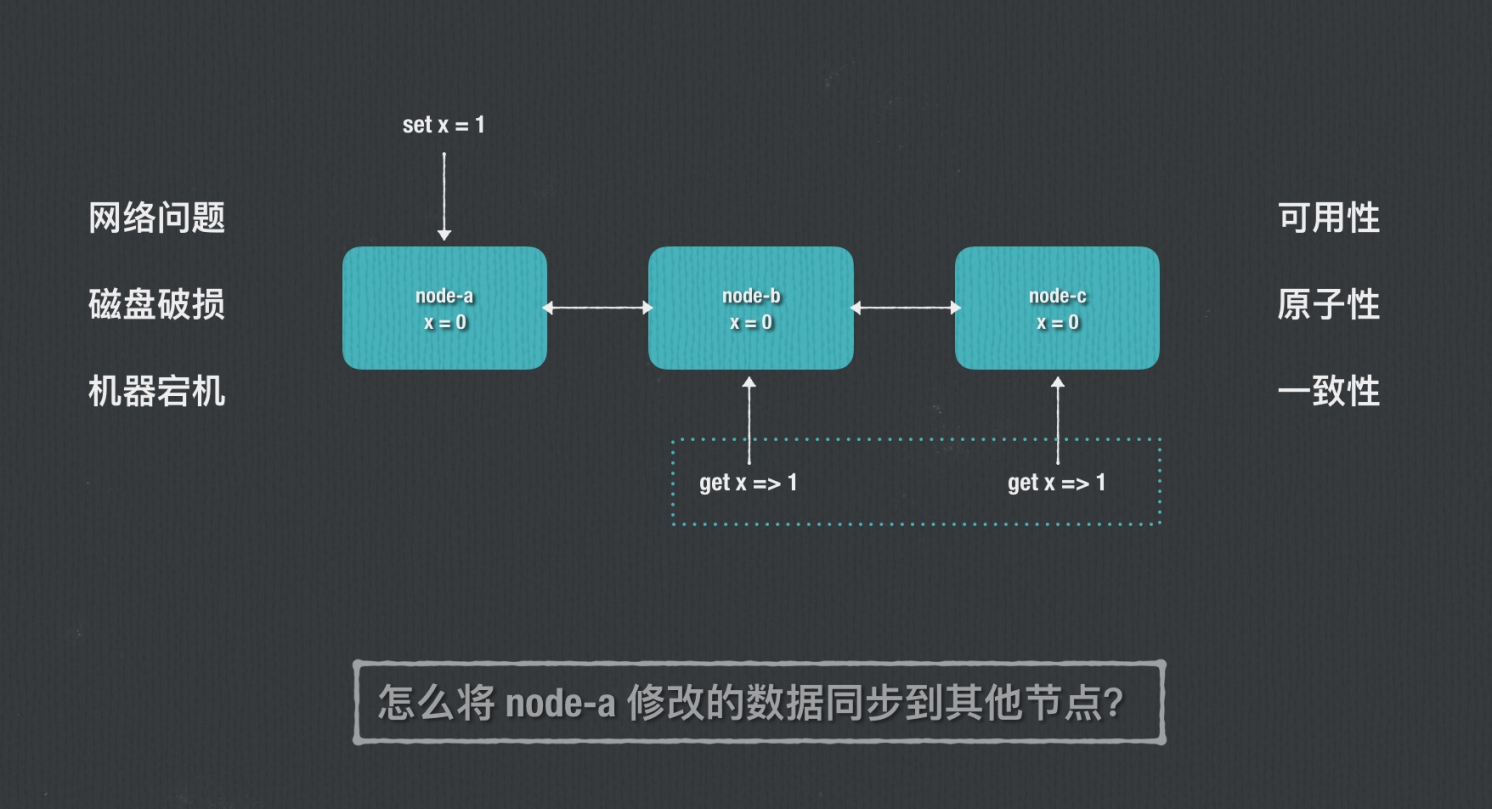 set x = 1
网络问题
磁盘破损
机器宕机
node-a
x = 0
node-b
x = 0
node-c
x = 0
可用性
原子性
一致性
get x => 1
get x => 1
怎么将 node-a 修改的数据同步到其他节点?